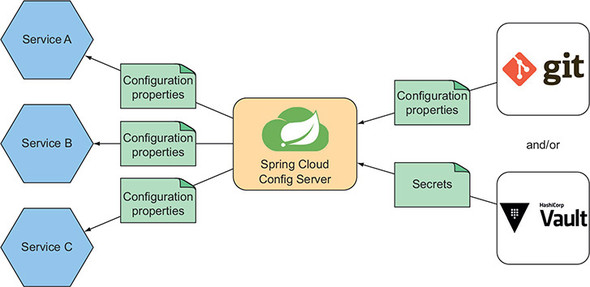 Service A
Configuration
properties
Service B
Configuration
properties
Service C
Configuration
properties
Spring Cloud
Config Server
Configuration
properties
Secrets
git
and/or
HashiCorp
Vault